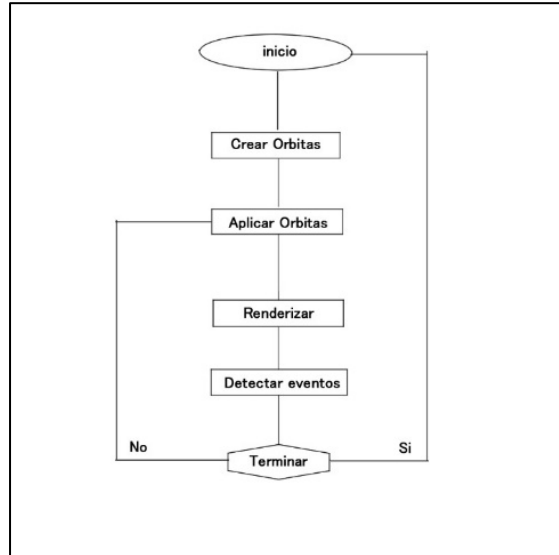 inicio
Crear Orbitas
Aplicar Orbitas
Renderizar
Detectar eventos
No
Si
Terminar